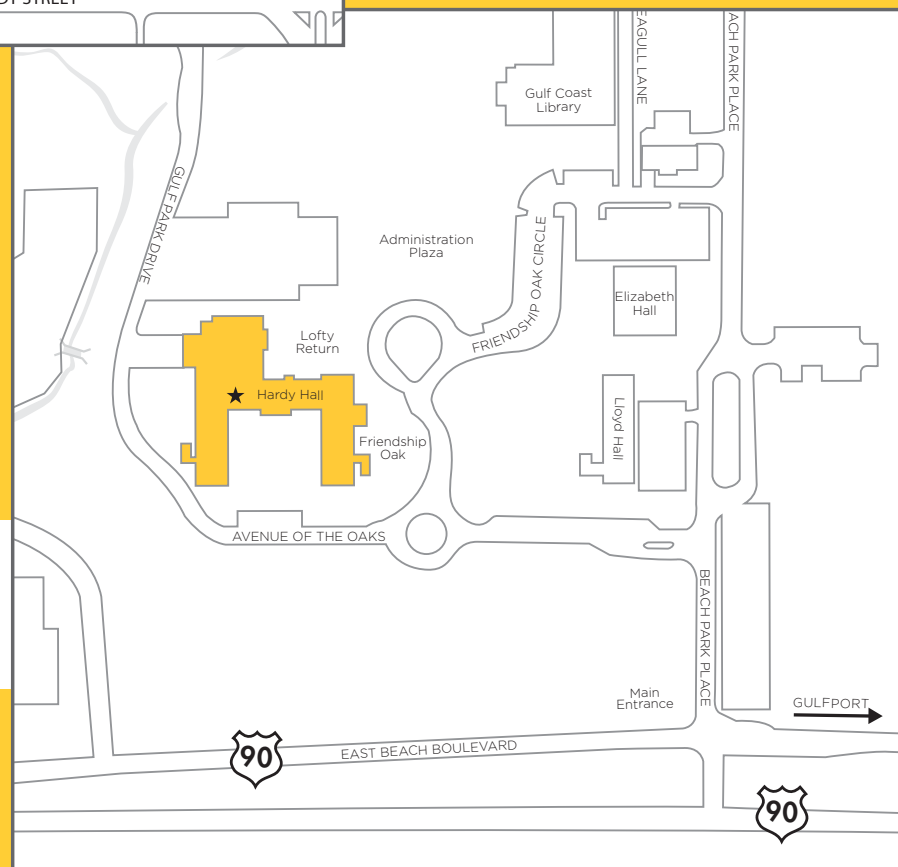 STREET
EAGULL LANE
ACH PARK PLACE
Gulf Coast
Library
GULF PARK DRIVE
Administration
Plaza
FRIENDSHIP OAK CIRCLE
Elizabeth
Hall
Lofty
Return
Hardy Hall
Lloyd Hall
Friendship
Oak
AVENUE OF THE OAKS
BEACH PARK PLACE
Main
Entrance
GULFPORT
90
EAST BEACH BOULEVARD
90